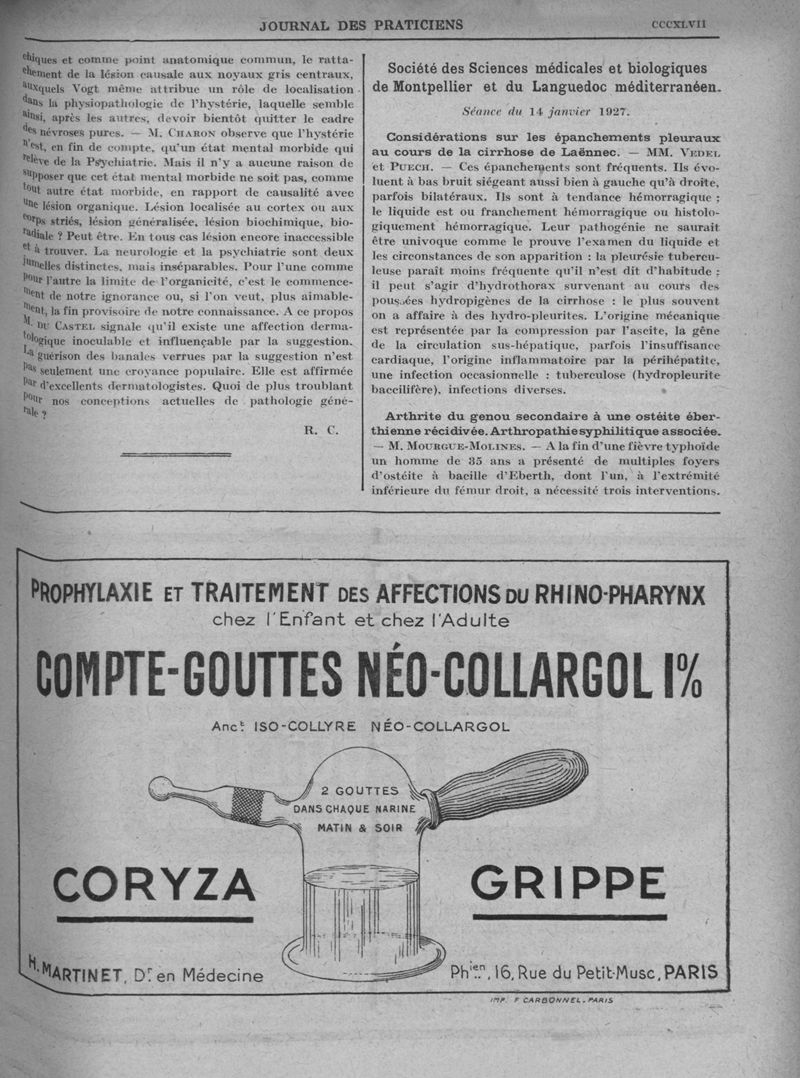 JOURNAL DES PRATICIENS
CCCXLVII
chiques et comme point anatomique commun, le ratta-
chement de la lésion causale aux noyaux gris centraux,
auxquels Vogt même attribue un rôle de localisation
dans la physiopathologie de l'hystérie, laquelle semble
ainsi, après les autres, devoir bientôt quitter le cadre
des névroses pures. — M. CHARON observe que l'hystérie
n'est, en fin de compte, qu'un état mental morbide qui
relève de la Psychiatrie. Mais il n'y a aucune raison de
supposer que cet état mental morbide ne soit pas, comme
tout autre état morbide, en rapport de causalité avec
une lésion organique. Lésion localisée au cortex ou aux
corps striés, lésion généralisée, lésion biochimique, bio-
radiale ? Peut être. En tous cas lésion encore inaccessible
et à trouver. La neurologie et la psychiatrie sont deux
jumelles distinctes, mais inséparables. Pour l'une comme
pour l'autre la limite de l'organicité, c'est le commence-
ment de notre ignorance ou, si l'on veut, plus aimable-
ment, la fin provisoire de notre connaissance. A ce propos
M. DU CASTEL signale qu'il existe une affection derma-
tologique inoculable et influençable par la suggestion.
La guérison des banales verrues par la suggestion n'est
pas seulement une croyance populaire. Elle est affirmée
par d'excellents dermatologistes. Quoi de plus troublant
pour nos conceptions actuelles de pathologie géné-
rale ?
R. C.
Société des Sciences médicales et biologiques
de Montpellier et du Languedoc méditerranéen.
Séance du 14 janvier 1927.
Considérations sur les épanchements pleuraux
au cours de la cirrhose de Laënnec. — MM. VEDEL
et PUECH. — Ces épanchements sont fréquents. Ils évo-
luent à bas bruit siégeant aussi bien à gauche qu'à droite,
parfois bilatéraux. Ils sont à tendance hémorragique ;
le liquide est ou franchement hémorragique ou histolo-
giquement hémorragique. Leur pathogénie ne saurait
être univoque comme le prouve l'examen du liquide et
les circonstances de son apparition : la pleurésie tubercu-
leuse paraît moins fréquente qu'il n'est dit d'habitude ;
il peut s'agir d'hydrothorax survenant au cours des
poussées hydropigènes de la cirrhose : le plus souvent
on a affaire à des hydro-pleurites. L'origine mécanique
est représentée par la compression par l'ascite, la gêne
de la circulation sus-hépatique, parfois l'insuffisance
cardiaque, l'origine inflammatoire par la périhépatite,
une infection occasionnelle : tuberculose (hydropleurite
baccilifère), infections diverses.
Arthrite du genou secondaire à une ostéite éber-
thienne récidivée. Arthropathie syphilitique associée.
— M. MOURGUE-MOLINES. — A la fin d'une fièvre typhoïde
un homme de 35 ans a présenté de multiples foyers
d'ostéite à bacille d'Eberth, dont l'un, à l'extrémité
inférieure du fémur droit, a nécessité trois interventions.
PROPHYLAXIE ET TRAITEMENT DES AFFECTIONS DU RHINO-PHARYNX
chez l'Enfant et chez l'Adulte
COMPTE-GOUTTES NÉO-COLLARGOL 1%
Anct. ISO-COLLYRE NÉO-COLLARGOL
2 GOUTTES
DANS CHAQUE NARINE
MATIN & SOIR
CORYZA
GRIPPE
H. MARTINET, Dr en Médecine
Phien, 16, Rue du Petit-Musc, PARIS
IMP. F CARBONNEL. PARIS